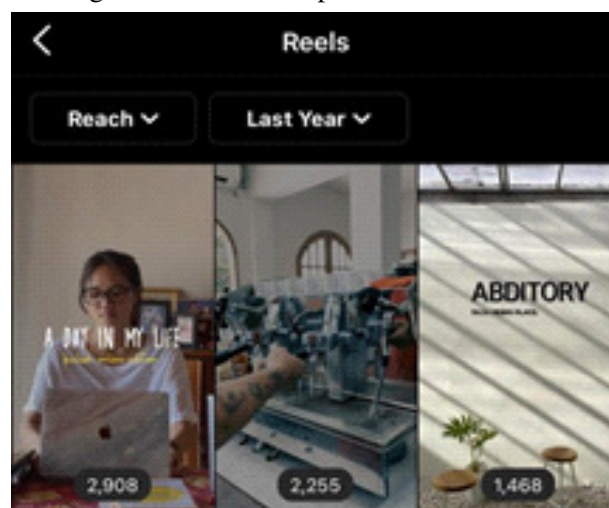 Reels
Reach
Last Year
A DAY IN MY LIFE
ABDITORY
2,908
2,255
1,468